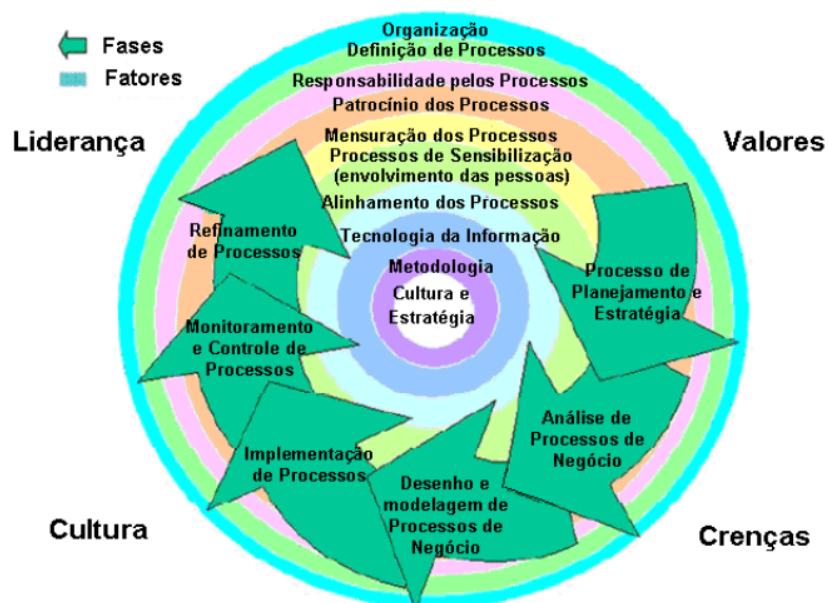 Fases
Fatores
Organização
Definição de Processos
Responsabilidade pelos Processos
Patrocínio dos Processos
Mensuração dos Processos
Processos de Sensibilização
(envolvimento das pessoas)
Alinhamento dos Processos
Tecnologia da Informação
Metodologia
Cultura e
Estratégia
Liderança
Valores
Refinamento
de Processos
Processo de
Planejamento e
Estratégia
Monitoramento
e Controle de
Processos
Análise de
Processos de
Negócio
Implementação
de Processos
Desenho e
modelagem de
Processos de
Negócio
Cultura
Crenças